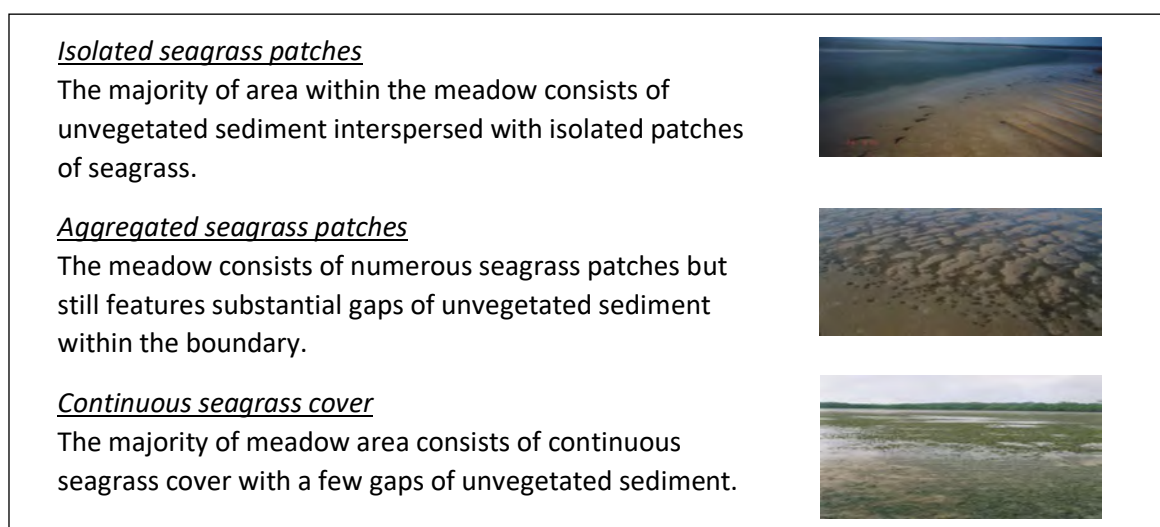 Isolated seagrass patches
The majority of area within the meadow consists of
unvegetated sediment interspersed with isolated patches
of seagrass.
Aggregated seagrass patches
The meadow consists of numerous seagrass patches but
still features substantial gaps of unvegetated sediment
within the boundary.
Continuous seagrass cover
The majority of meadow area consists of continuous
seagrass cover with a few gaps of unvegetated sediment.